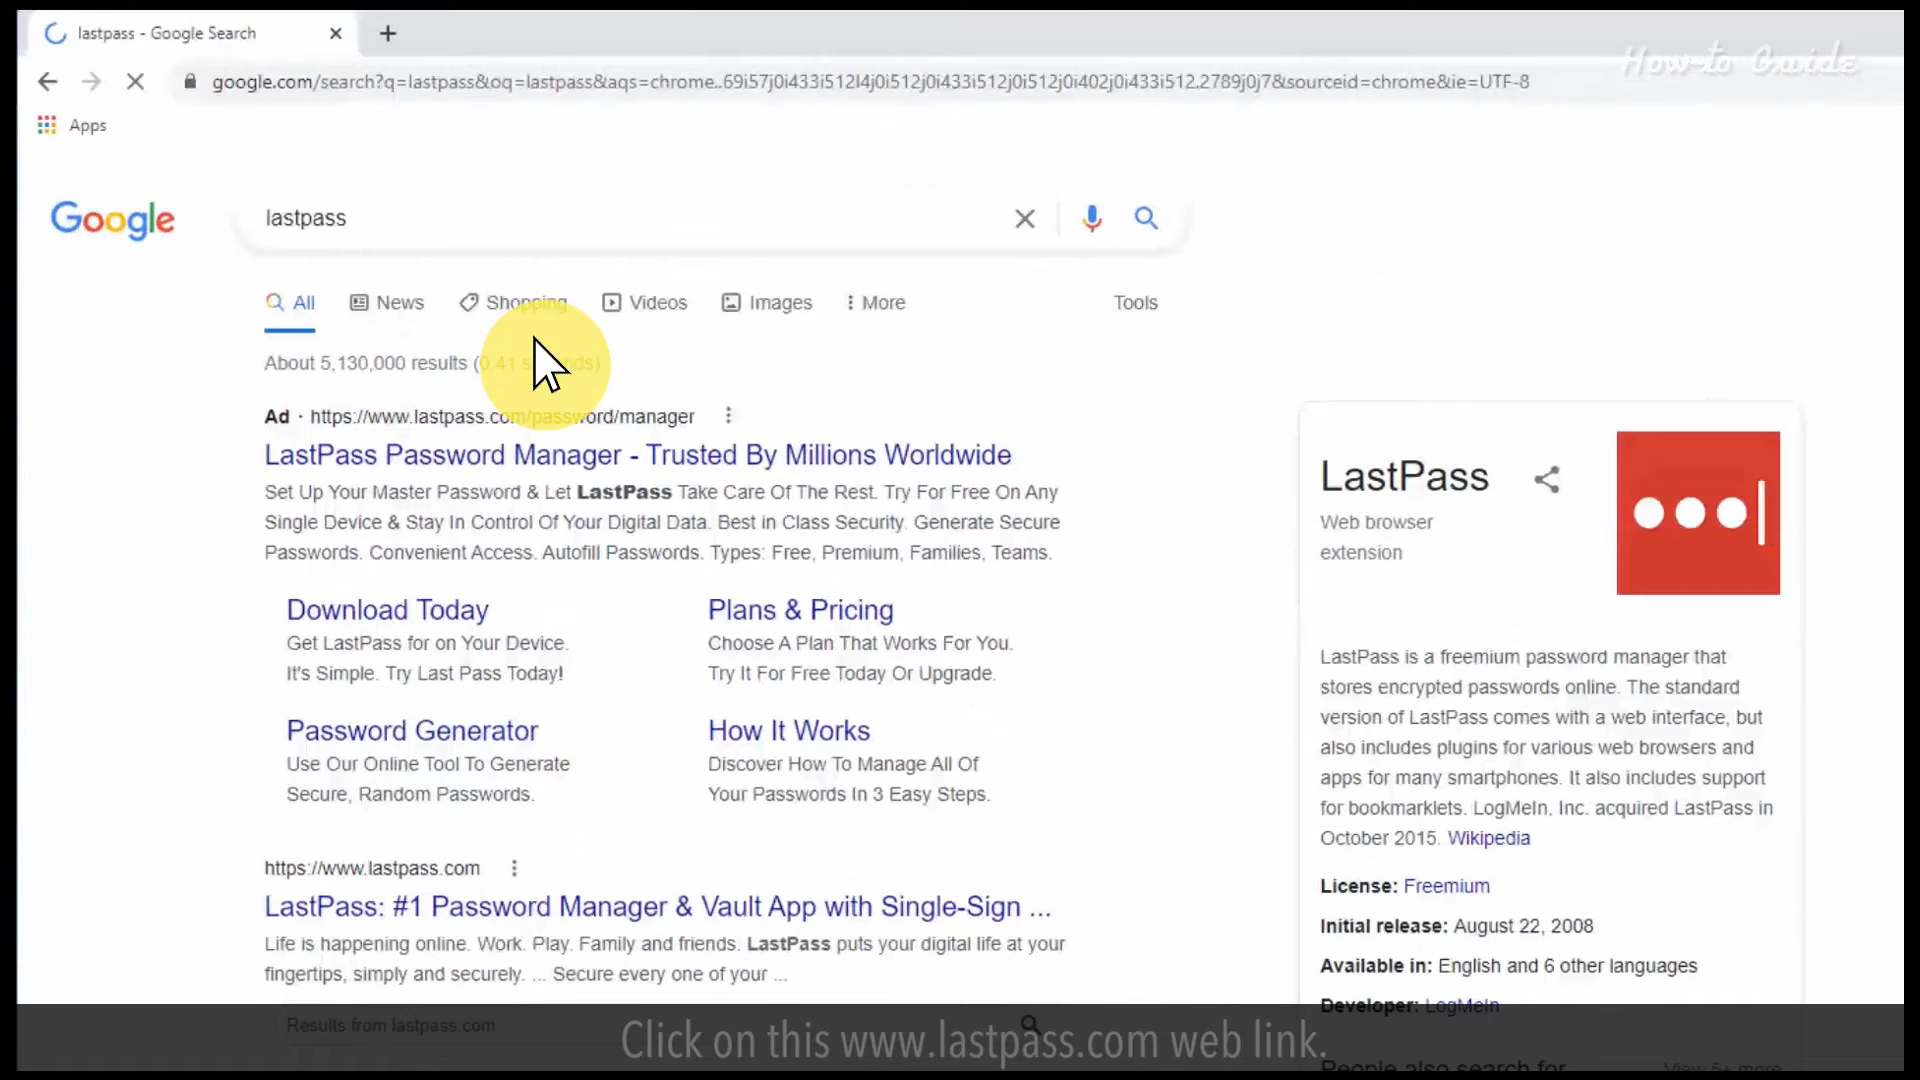 lastpass - Google Search
How-to Guide
google.com/search?q=lastpass&oq=lastpass&aqs=chrome..69i57j0i433i512l4j0i512j0i433i512j0i512j0i402j0i433i512.2789j0j7&sourceid=chrome&ie=UTF-8
Apps
Google
lastpass
All News Shopping Videos Images More Tools
About 5,130,000 results (0.41 seconds)
Ad · https://www.lastpass.com/password/manager
LastPass Password Manager - Trusted By Millions Worldwide
Set Up Your Master Password & Let LastPass Take Care Of The Rest. Try For Free On Any
Single Device & Stay In Control Of Your Digital Data. Best in Class Security. Generate Secure
Passwords. Convenient Access. Autofill Passwords. Types: Free, Premium, Families, Teams.
Download Today
Get LastPass for on Your Device.
It's Simple. Try Last Pass Today!
Plans & Pricing
Choose A Plan That Works For You.
Try It For Free Today Or Upgrade.
Password Generator
Use Our Online Tool To Generate
Secure, Random Passwords.
How It Works
Discover How To Manage All Of
Your Passwords In 3 Easy Steps.
https://www.lastpass.com
LastPass: #1 Password Manager & Vault App with Single-Sign ...
Life is happening online. Work. Play. Family and friends. LastPass puts your digital life at your
fingertips, simply and securely. ... Secure every one of your ...
Results from lastpass.com
LastPass
Web browser
extension
LastPass is a freemium password manager that
stores encrypted passwords online. The standard
version of LastPass comes with a web interface, but
also includes plugins for various web browsers and
apps for many smartphones. It also includes support
for bookmarklets. LogMeIn, Inc. acquired LastPass in
October 2015. Wikipedia
License: Freemium
Initial release: August 22, 2008
Available in: English and 6 other languages
Developer: LogMeIn
People also search for
View 5+ more
Click on this www.lastpass.com web link.